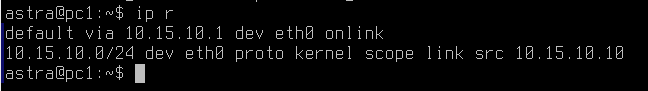 astra@pc1:~$ ip r
default via 10.15.10.1 dev eth0 onlink
10.15.10.0/24 dev eth0 proto kernel scope link src 10.15.10.10
astra@pc1:~$